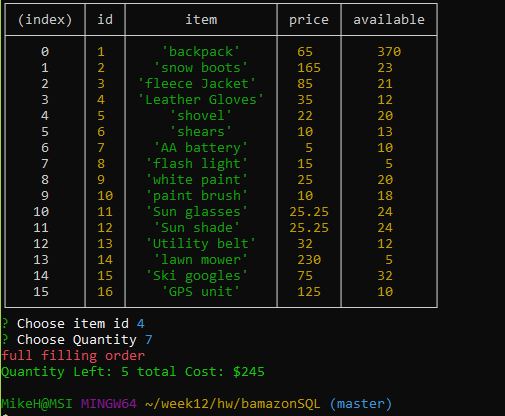 (index) id item price available
0 1 'backpack' 65 370
1 2 'snow boots' 165 23
2 3 'fleece Jacket' 85 21
3 4 'Leather Gloves' 35 12
4 5 'shovel' 22 20
5 6 'shears' 10 13
6 7 'AA battery' 5 10
7 8 'flash light' 15 5
8 9 'white paint' 25 20
9 10 'paint brush' 10 18
10 11 'Sun glasses' 25.25 24
11 12 'Sun shade' 25.25 24
12 13 'Utility belt' 32 12
13 14 'lawn mower' 230 5
14 15 'Ski googles' 75 32
15 16 'GPS unit' 125 10
? Choose item id 4
? Choose Quantity 7
full filling order
Quantity Left: 5 total Cost: $245
MikeH@MSI MINGW64 ~/week12/hw/bamazonSQL (master)